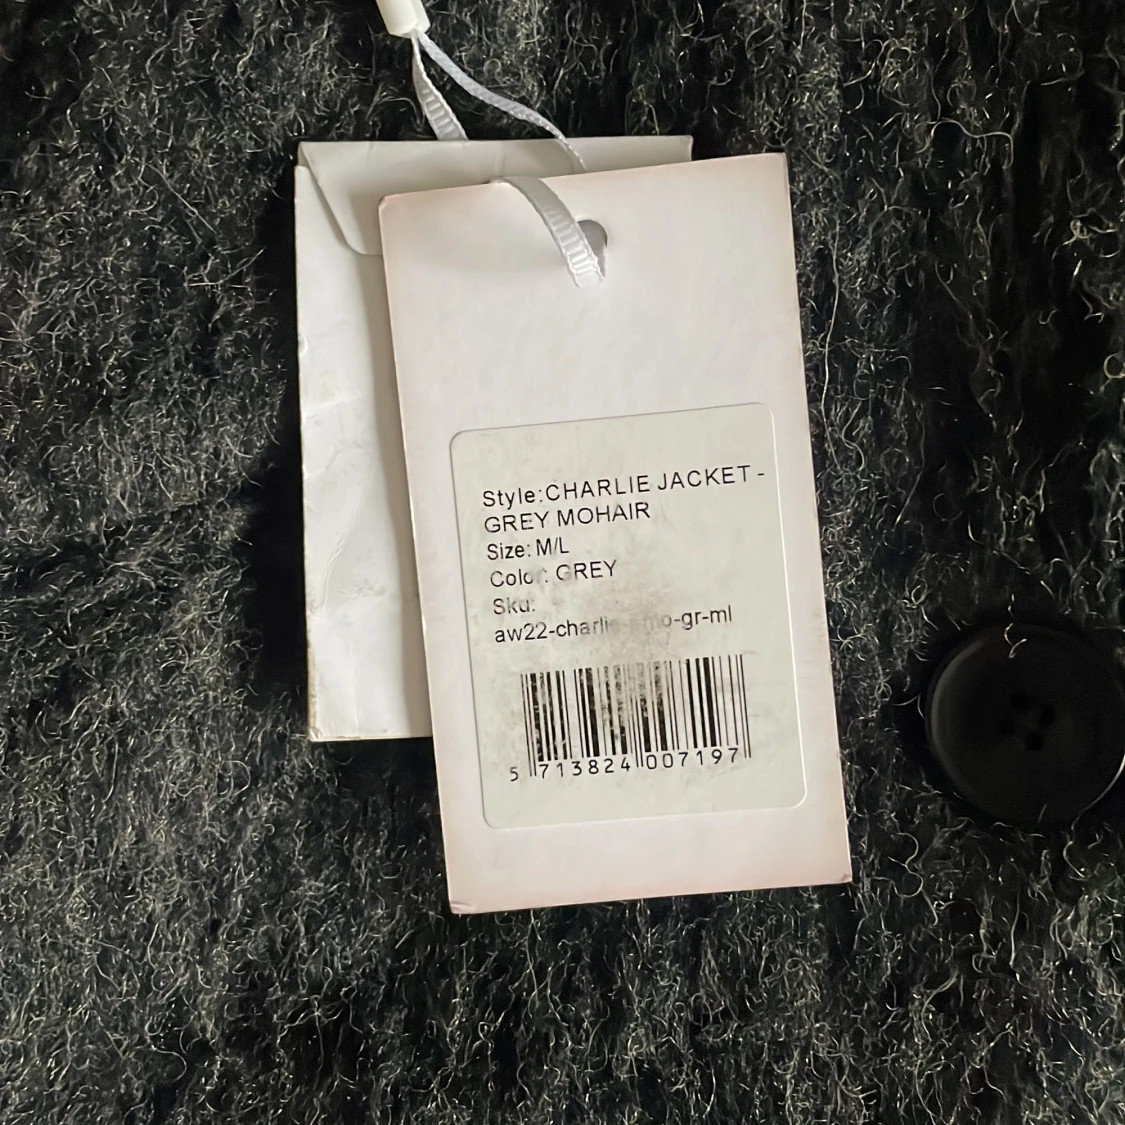 Style:CHARLIE JACKET -
GREY MOHAIR
Size: M/L
Color: GREY
Sku:
5 713824 007197